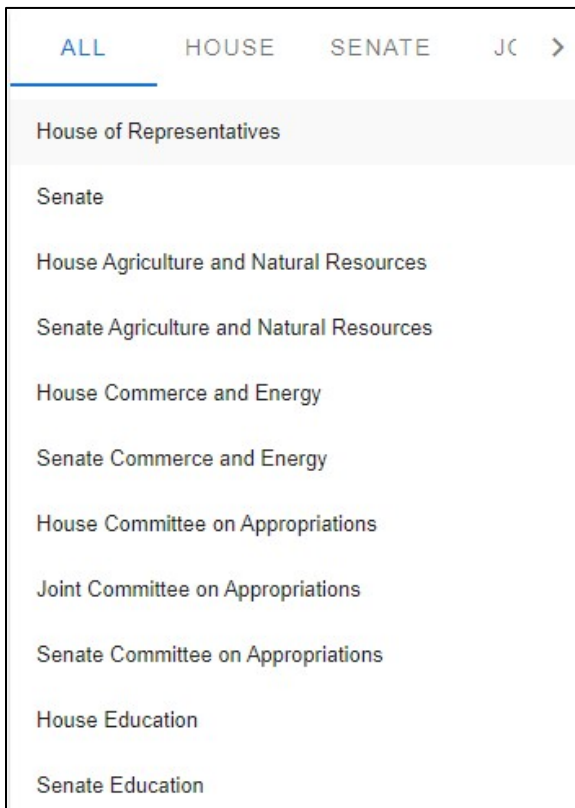 ALL HOUSE SENATE JC
House of Representatives
Senate
House Agriculture and Natural Resources
Senate Agriculture and Natural Resources
House Commerce and Energy
Senate Commerce and Energy
House Committee on Appropriations
Joint Committee on Appropriations
Senate Committee on Appropriations
House Education
Senate Education